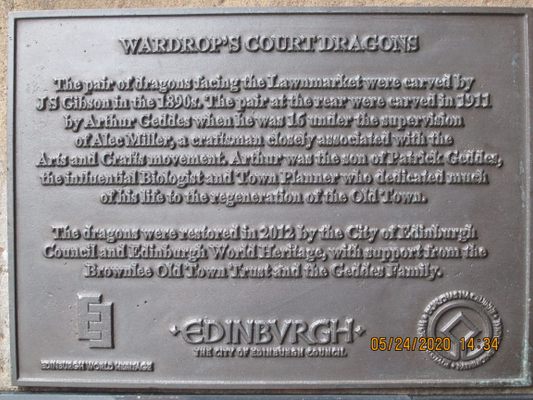 WARDROP'S COURT DRAGONS
The pair of dragons facing the Lawnmarket were carved by
J S Gibson in the 1890s. The pair at the rear were carved in 1911
by Arthur Geddes when he was 16 under the supervision
of Alec Miller, a craftsman closely associated with the
Arts and Crafts movement. Arthur was the son of Patrick Geddes,
the influential Biologist and Town Planner who dedicated much
of his life to the regeneration of the Old Town.
The dragons were restored in 2012 by the City of Edinburgh
Council and Edinburgh World Heritage, with support from the
Brownlee Old Town Trust and the Geddes Family.
EDINBURGH WORLD HERITAGE
·EDINBVRGH·
THE CITY OF EDINBURGH COUNCIL
05/24/2020 14:34